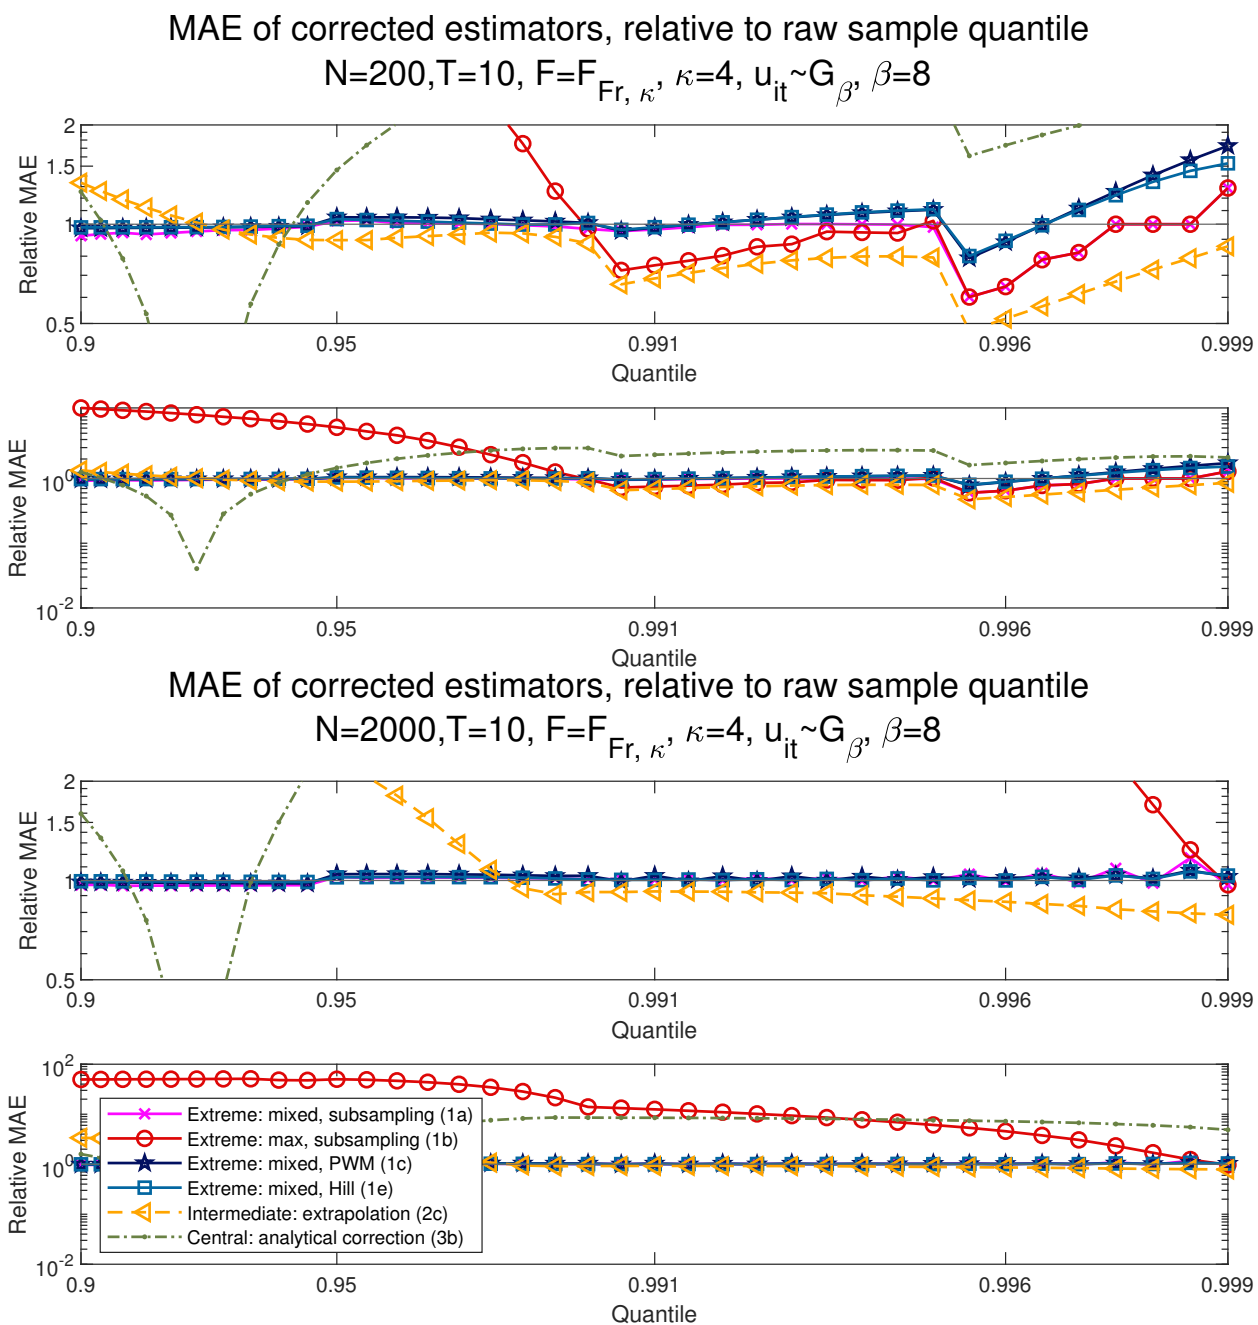 MAE of corrected estimators, relative to raw sample quantile
N=200,T=10, F=F_Fr, κ, κ=4, u_it~G_β, β=8
2
1.5
1
0.5
Relative MAE
0.9
0.95
0.991
0.996
0.999
Quantile
10^0
10^-2
Relative MAE
0.9
0.95
0.991
0.996
0.999
Quantile
MAE of corrected estimators, relative to raw sample quantile
N=2000,T=10, F=F_Fr, κ, κ=4, u_it~G_β, β=8
2
1.5
1
0.5
Relative MAE
0.9
0.95
0.991
0.996
0.999
Quantile
10^2
10^0
10^-2
Relative MAE
Extreme: mixed, subsampling (1a)
Extreme: max, subsampling (1b)
Extreme: mixed, PWM (1c)
Extreme: mixed, Hill (1e)
Intermediate: extrapolation (2c)
Central: analytical correction (3b)
0.9
0.95
0.991
0.996
0.999
Quantile